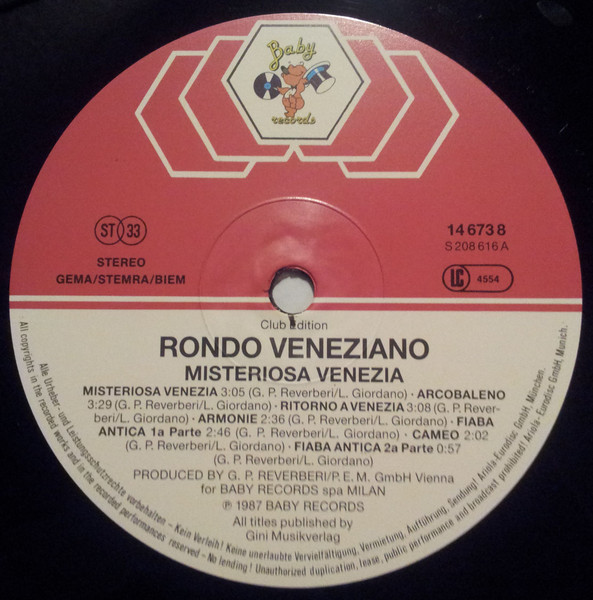 Baby
records
ST 33
STEREO
GEMA/STEMRA/BIEM
14 673 8
S 208 616 A
LC 4554
Club Edition
RONDO VENEZIANO
MISTERIOSA VENEZIA
MISTERIOSA VENEZIA 3:05 (G. P. Reverberi/L. Giordano) · ARCOBALENO
3:29 (G. P. Reverberi/L. Giordano) · RITORNO A VENEZIA 3:08 (G. P. Rever-
beri/L. Giordano) · ARMONIE 2:36 (G. P. Reverberi/L. Giordano) · FIABA
ANTICA 1a Parte 2:46 (G. P. Reverberi/L. Giordano) · CAMEO 2:02
(G. P. Reverberi/L. Giordano) · FIABA ANTICA 2a Parte 0:57
(G. P. Reverberi/L. Giordano)
PRODUCED BY G. P. REVERBERI/P. E. M. GmbH Vienna
for BABY RECORDS spa MILAN
℗ 1987 BABY RECORDS
All titles published by
Gini Musikverlag
Alle Urheber- und Leistungsschutzrechte vorbehalten – Kein Verleih! Keine unerlaubte Vervielfältigung, Vermietung, Aufführung, Sendung! Ariola-Eurodisc GmbH, München.
· All copyrights in the recorded works and in the recorded performances reserved – No lending! Unauthorized duplication, lease, public performance and broadcast prohibited! Ariola-Eurodisc GmbH, Munich. ·